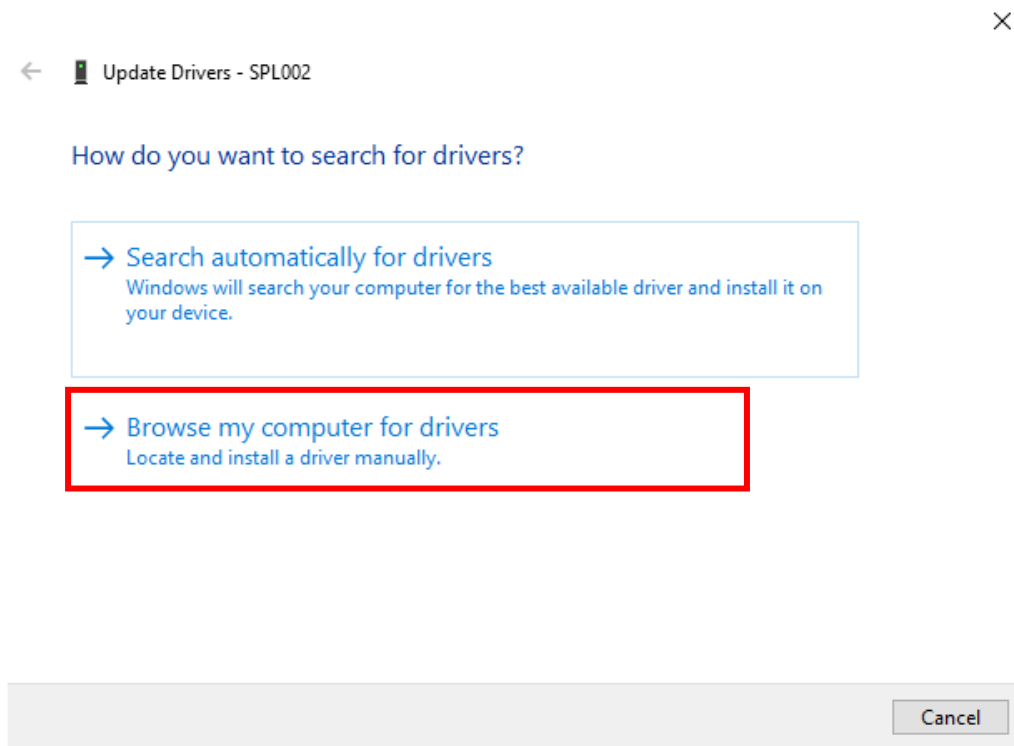 Update Drivers - SPL002
How do you want to search for drivers?
Search automatically for drivers
Windows will search your computer for the best available driver and install it on
your device.
Browse my computer for drivers
Locate and install a driver manually.
Cancel